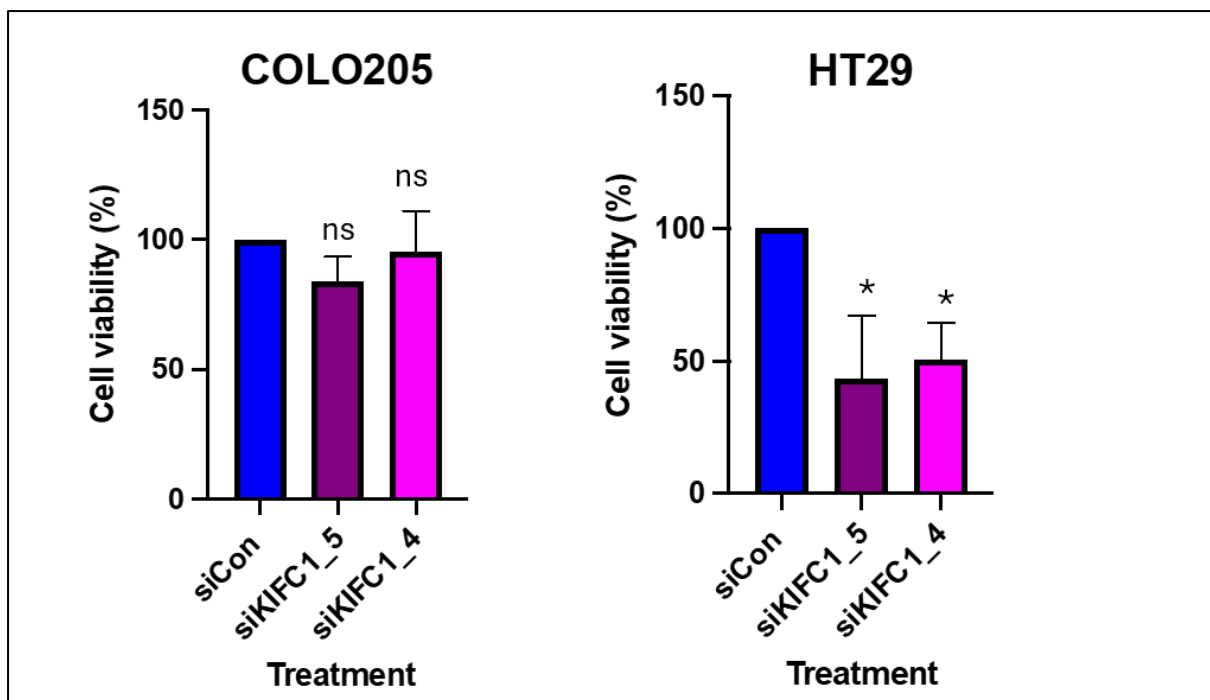 COLO205
150
100
50
0
Cell viability (%)
ns
ns
siCon
siKIFC1_5
siKIFC1_4
Treatment
HT29
150
100
50
0
Cell viability (%)
*
*
siCon
siKIFC1_5
siKIFC1_4
Treatment